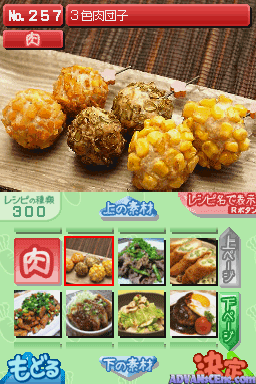 No.257 3色肉団子
肉
レシピの種類
300
上の素材
レシピ名で表示
Rボタン
肉
上ページ
下ページ
もどる
下の素材
決定
ADVANSCENE.COM